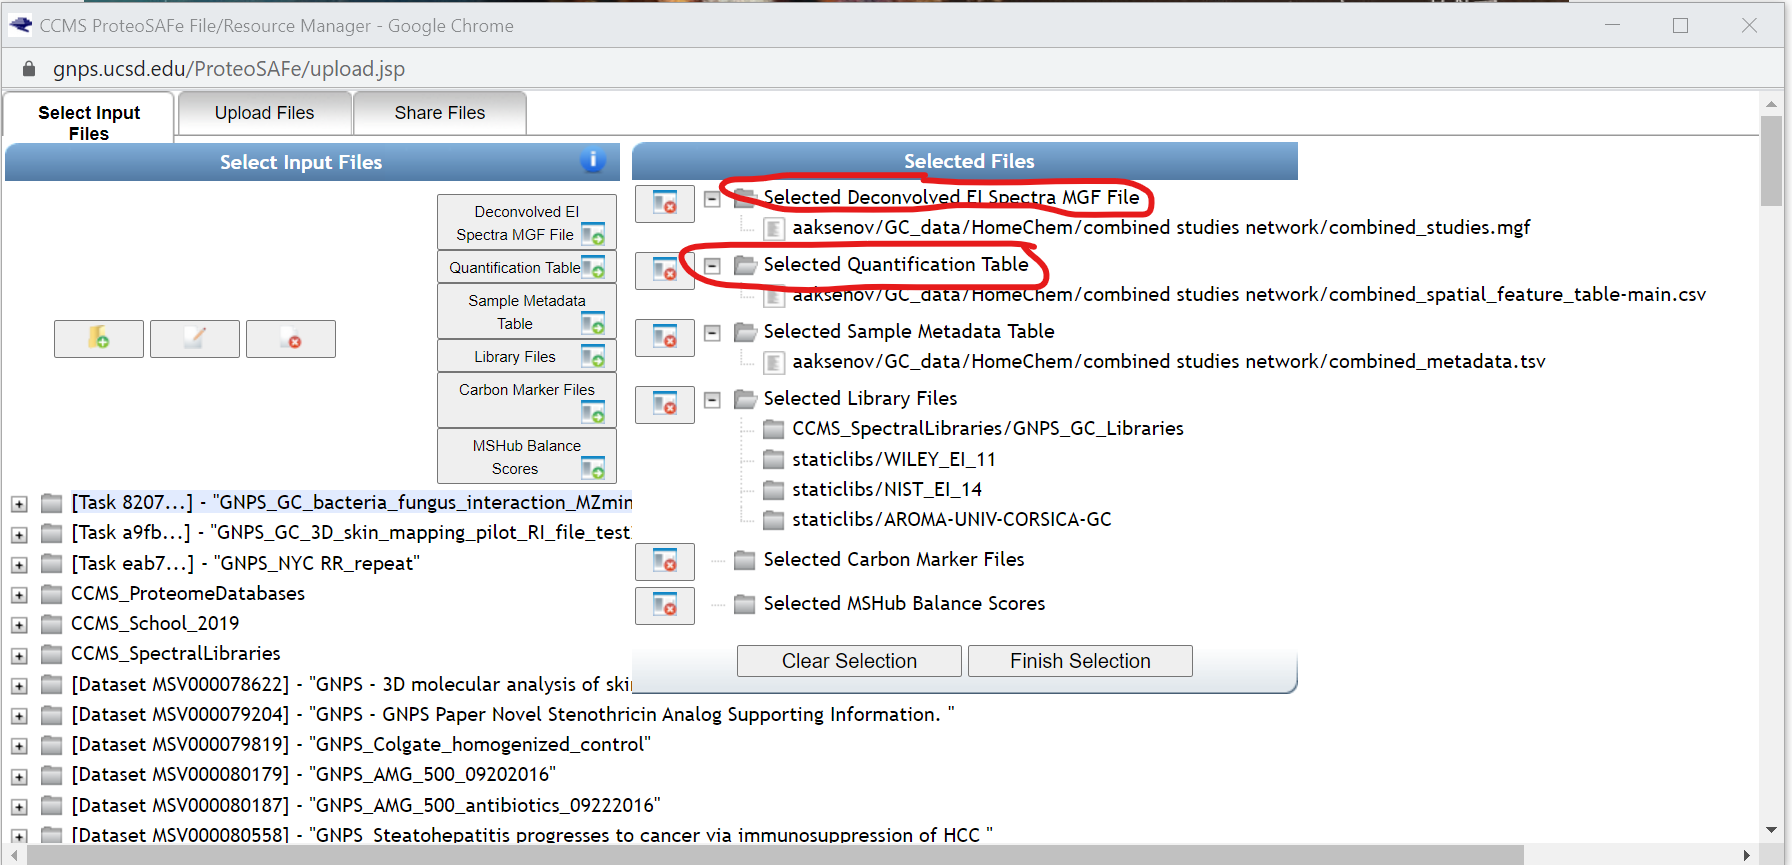 CCMS ProteoSAFe File/Resource Manager - Google Chrome
gnps.ucsd.edu/ProteoSAFe/upload.jsp
Select Input
Files
Upload Files
Share Files
Select Input Files
i
Deconvolved EI
Spectra MGF File
Quantification Table
Sample Metadata
Table
Library Files
Carbon Marker Files
MSHub Balance
Scores
[Task 8207...] - "GNPS_GC_bacteria_fungus_interaction_MZmin
[Task a9fb...] - "GNPS_GC_3D_skin_mapping_pilot_RI_file_test
[Task eab7...] - "GNPS_NYC RR_repeat"
CCMS_ProteomeDatabases
CCMS_School_2019
CCMS_SpectralLibraries
[Dataset MSV000078622] - "GNPS - 3D molecular analysis of skin
[Dataset MSV000079204] - "GNPS - GNPS Paper Novel Stenothricin Analog Supporting Information. "
[Dataset MSV000079819] - "GNPS_Colgate_homogenized_control"
[Dataset MSV000080179] - "GNPS_AMG_500_09202016"
[Dataset MSV000080187] - "GNPS_AMG_500_antibiotics_09222016"
[Dataset MSV000080558] - "GNPS Steatohepatitis progresses to cancer via immunosuppression of HCC "
Selected Files
Selected Deconvolved EI Spectra MGF File
aaksenov/GC_data/HomeChem/combined studies network/combined_studies.mgf
Selected Quantification Table
aaksenov/GC_data/HomeChem/combined studies network/combined_spatial_feature_table-main.csv
Selected Sample Metadata Table
aaksenov/GC_data/HomeChem/combined studies network/combined_metadata.tsv
Selected Library Files
CCMS_SpectralLibraries/GNPS_GC_Libraries
staticlibs/WILEY_EI_11
staticlibs/NIST_EI_14
staticlibs/AROMA-UNIV-CORSICA-GC
Selected Carbon Marker Files
Selected MSHub Balance Scores
Clear Selection
Finish Selection